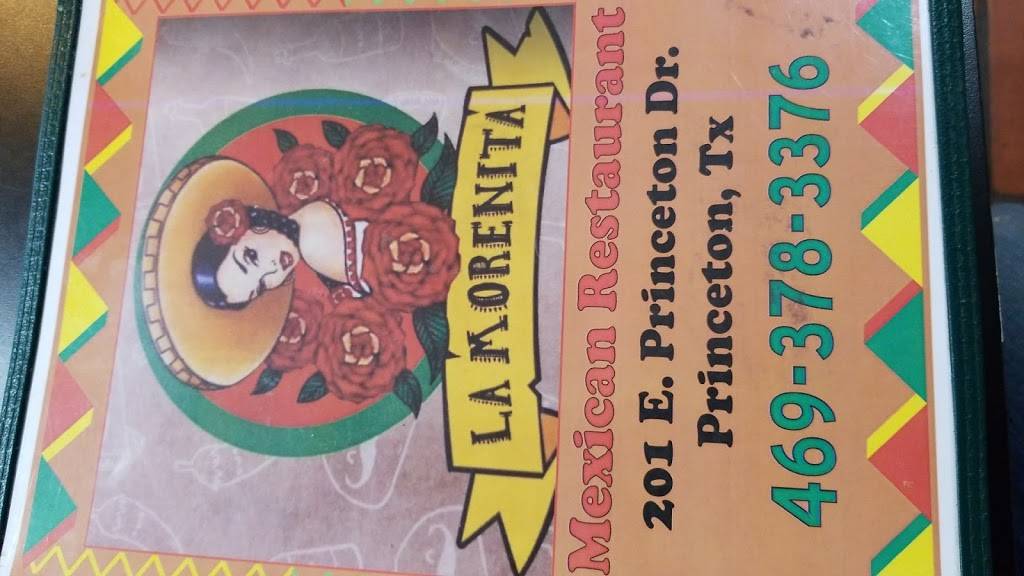 LA MORENITA
Mexican Restaurant
201 E. Princeton Dr.
Princeton, Tx
469-378-3376